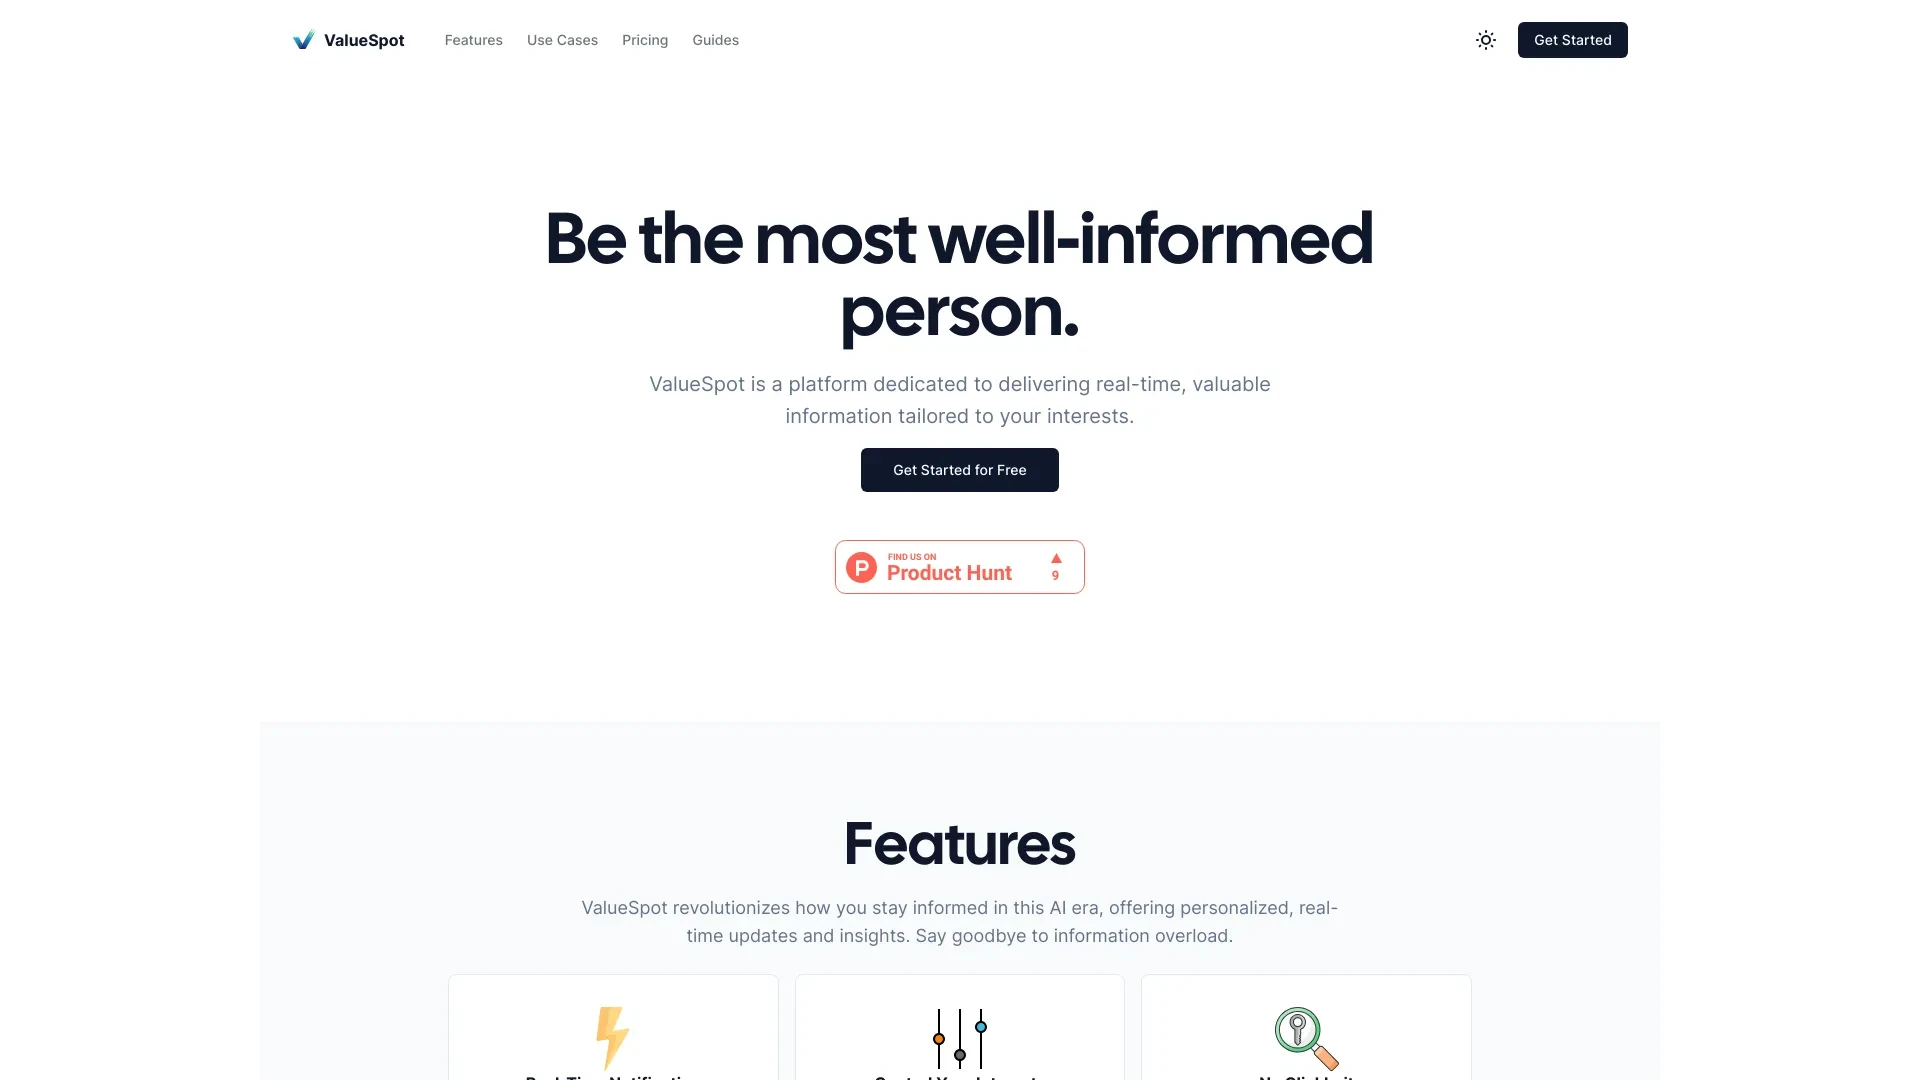 ValueSpot
Features
Use Cases
Pricing
Guides
Get Started
Be the most well-informed
person.
ValueSpot is a platform dedicated to delivering real-time, valuable
information tailored to your interests.
Get Started for Free
FIND US ON
Product Hunt
9
Features
ValueSpot revolutionizes how you stay informed in this AI era, offering personalized, real-
time updates and insights. Say goodbye to information overload.